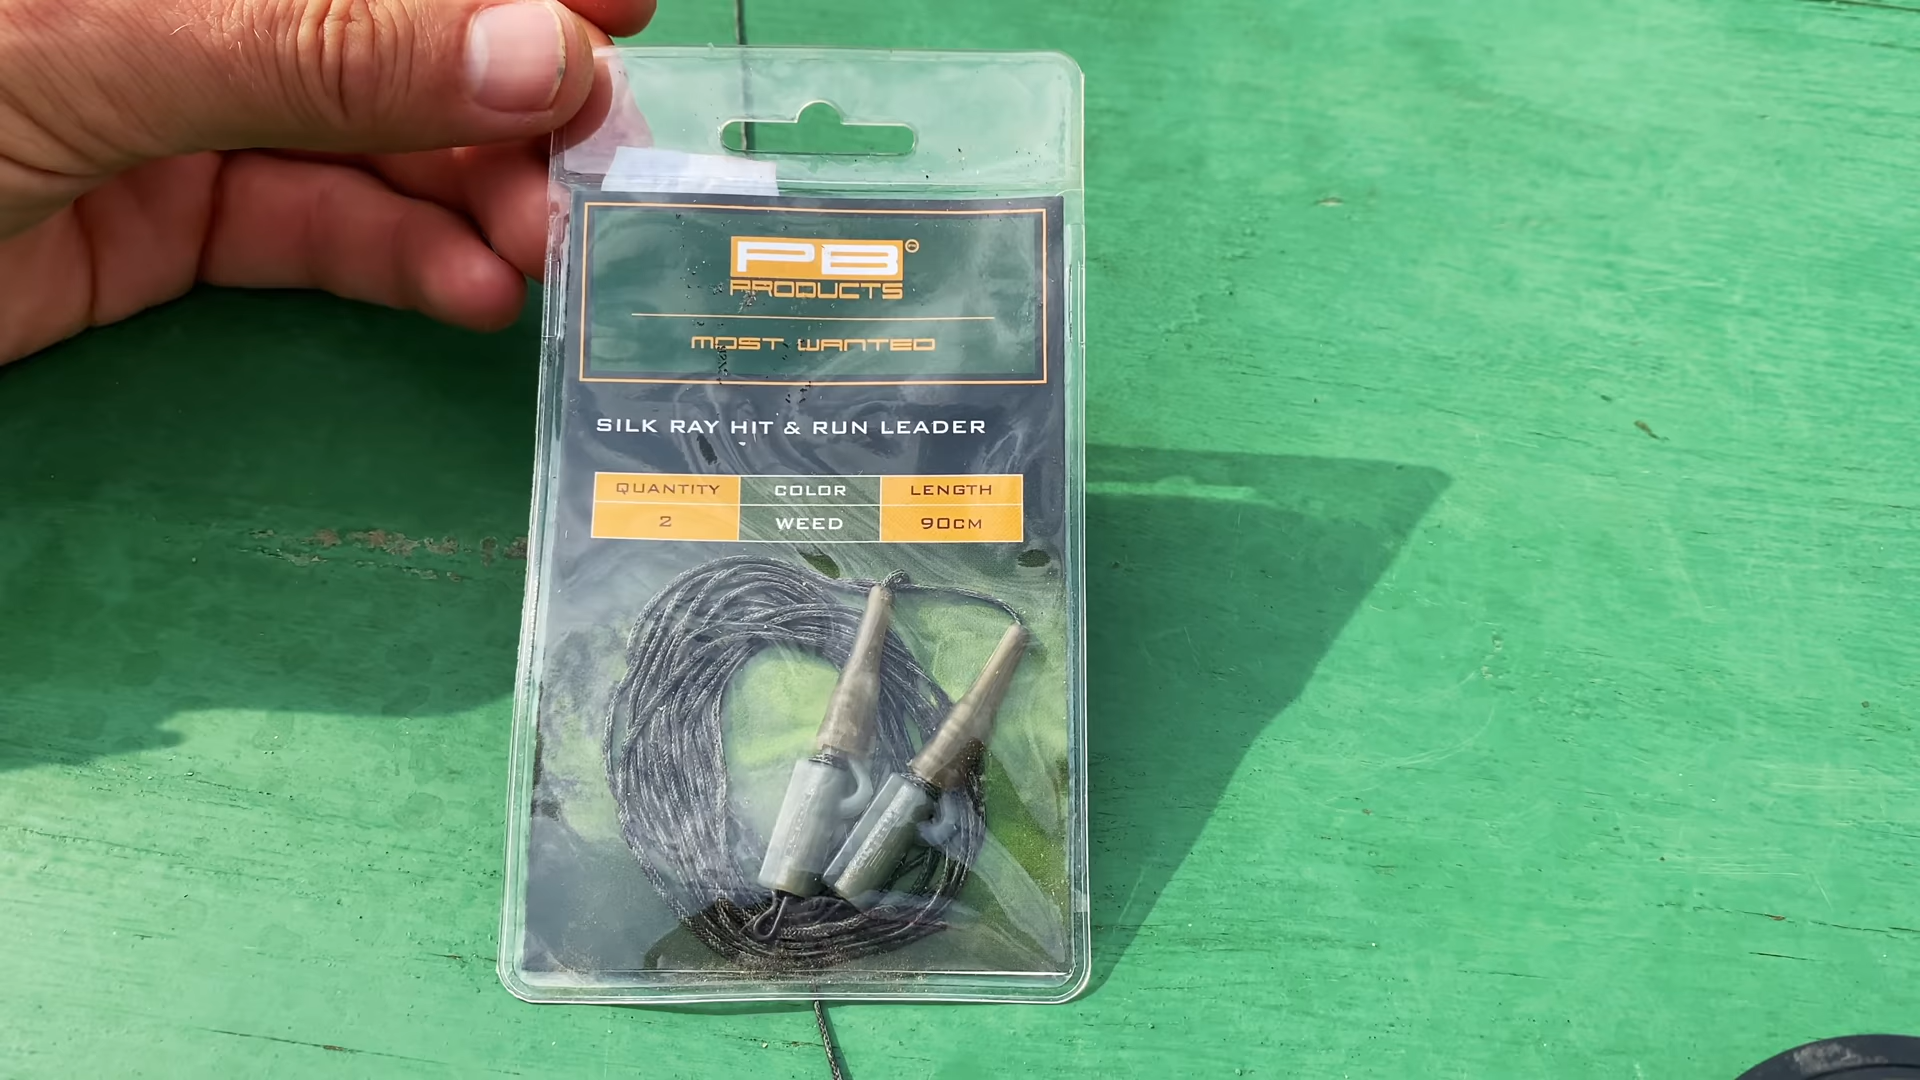 PB
PRODUCTS
MOST WANTED
SILK RAY HIT & RUN LEADER
QUANTITY COLOR LENGTH
2 WEED 90CM